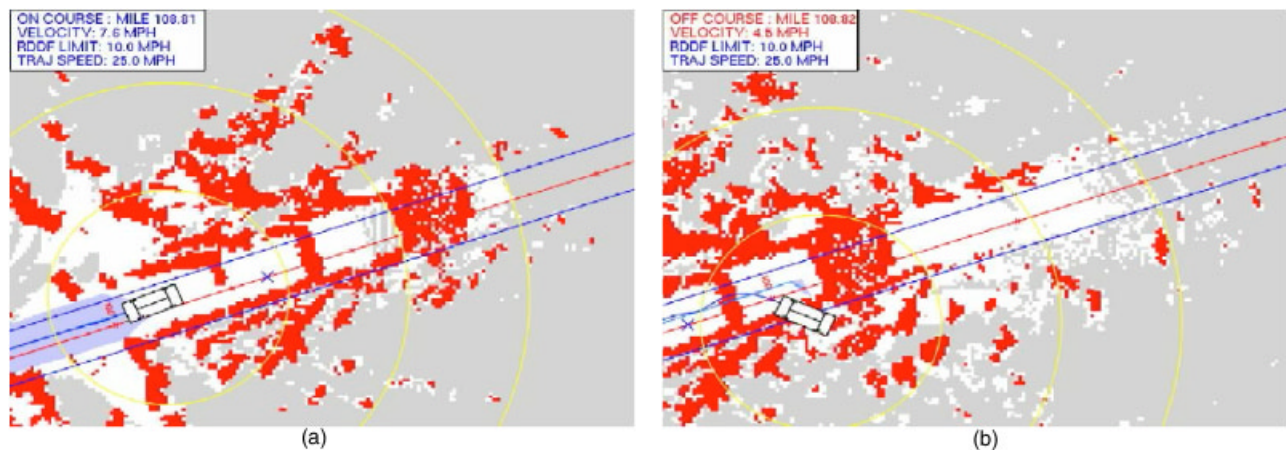 ON COURSE : MILE 108.81
VELOCITY: 7.6 MPH
RDDF LIMIT: 10.0 MPH
TRAJ SPEED: 25.0 MPH
OFF COURSE : MILE 108.82
VELOCITY: 4.5 MPH
RDDF LIMIT: 10.0 MPH
TRAJ SPEED: 25.0 MPH
(a)
(b)